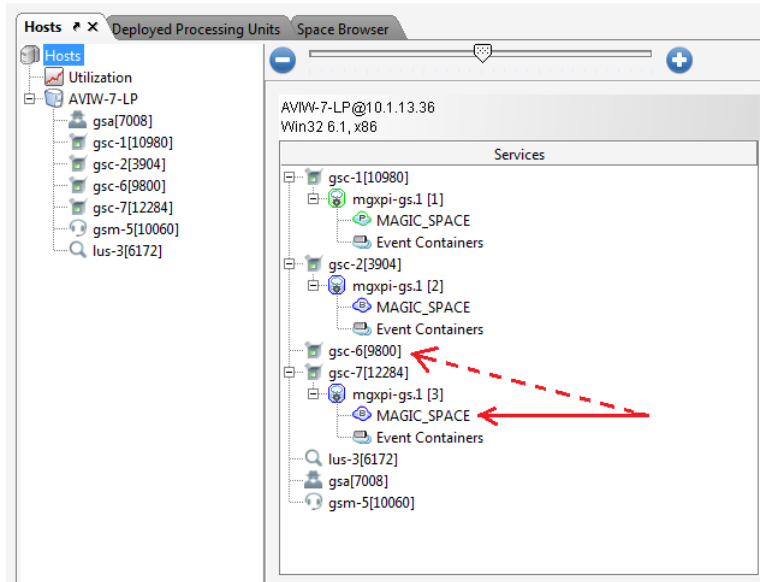 Hosts
Deployed Processing Units
Space Browser
Hosts
Utilization
AVIW-7-LP
gsa[7008]
gsc-1[10980]
gsc-2[3904]
gsc-6[9800]
gsc-7[12284]
gsm-5[10060]
lus-3[6172]
AVIW-7-LP@10.1.13.36
Win32 6.1, x86
Services
gsc-1[10980]
mgxpi-gs.1 [1]
P MAGIC_SPACE
Event Containers
gsc-2[3904]
mgxpi-gs.1 [2]
B MAGIC_SPACE
Event Containers
gsc-6[9800]
gsc-7[12284]
mgxpi-gs.1 [3]
B MAGIC_SPACE
Event Containers
lus-3[6172]
gsa[7008]
gsm-5[10060]